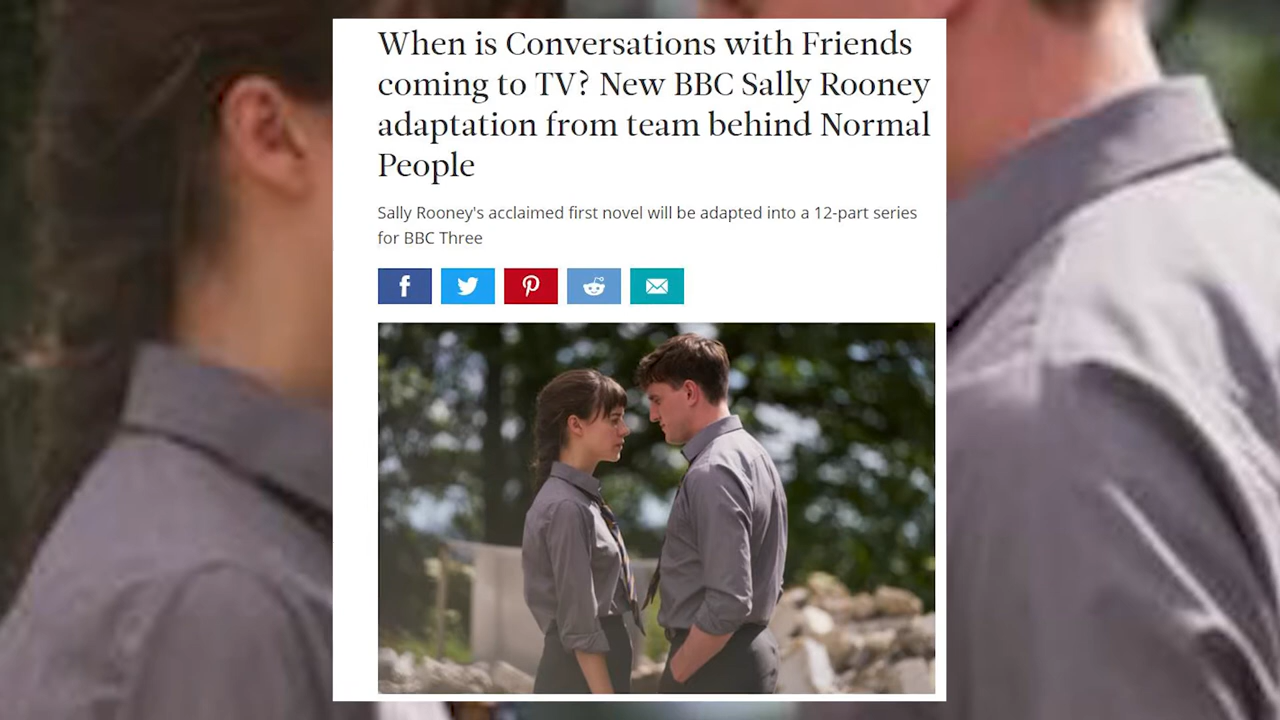 When is Conversations with Friends
coming to TV? New BBC Sally Rooney
adaptation from team behind Normal
People
Sally Rooney's acclaimed first novel will be adapted into a 12-part series
for BBC Three